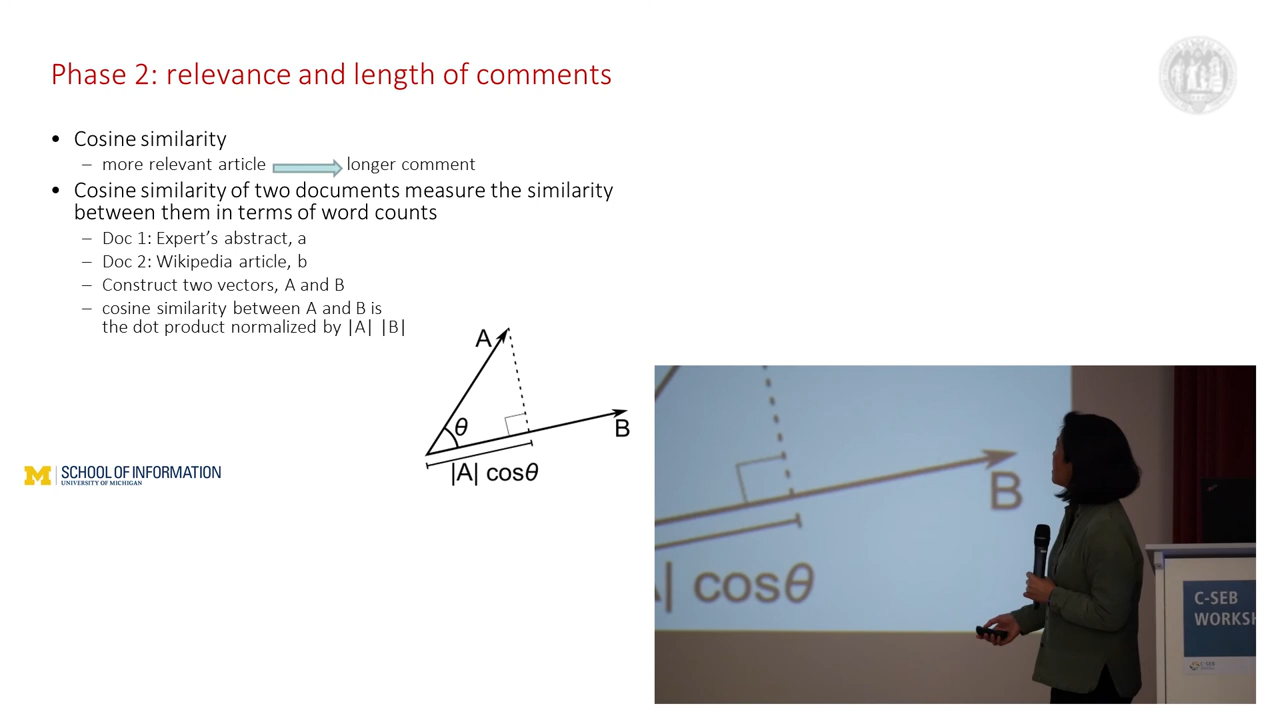 Phase 2: relevance and length of comments
• Cosine similarity
– more relevant article longer comment
• Cosine similarity of two documents measure the similarity
between them in terms of word counts
– Doc 1: Expert’s abstract, a
– Doc 2: Wikipedia article, b
– Construct two vectors, A and B
– cosine similarity between A and B is
the dot product normalized by |A| |B|
A
θ
B
|A| cosθ
M SCHOOL OF INFORMATION
UNIVERSITY OF MICHIGAN
B
| cosθ
C-SEB
WORKSH
C-SEB